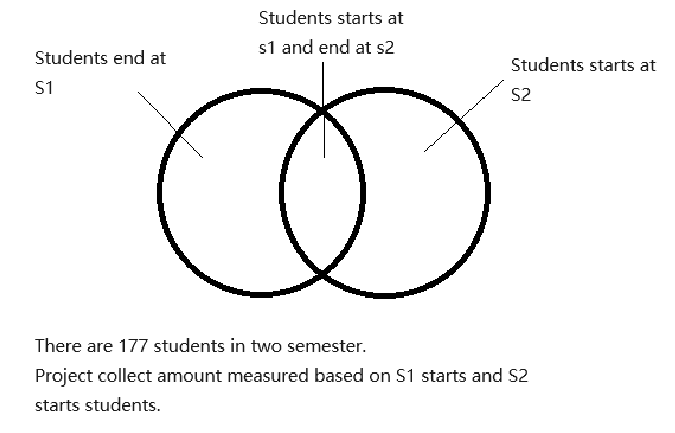 Students starts at
s1 and end at s2
Students end at
S1
Students starts at
S2
There are 177 students in two semester.
Project collect amount measured based on S1 starts and S2
starts students.